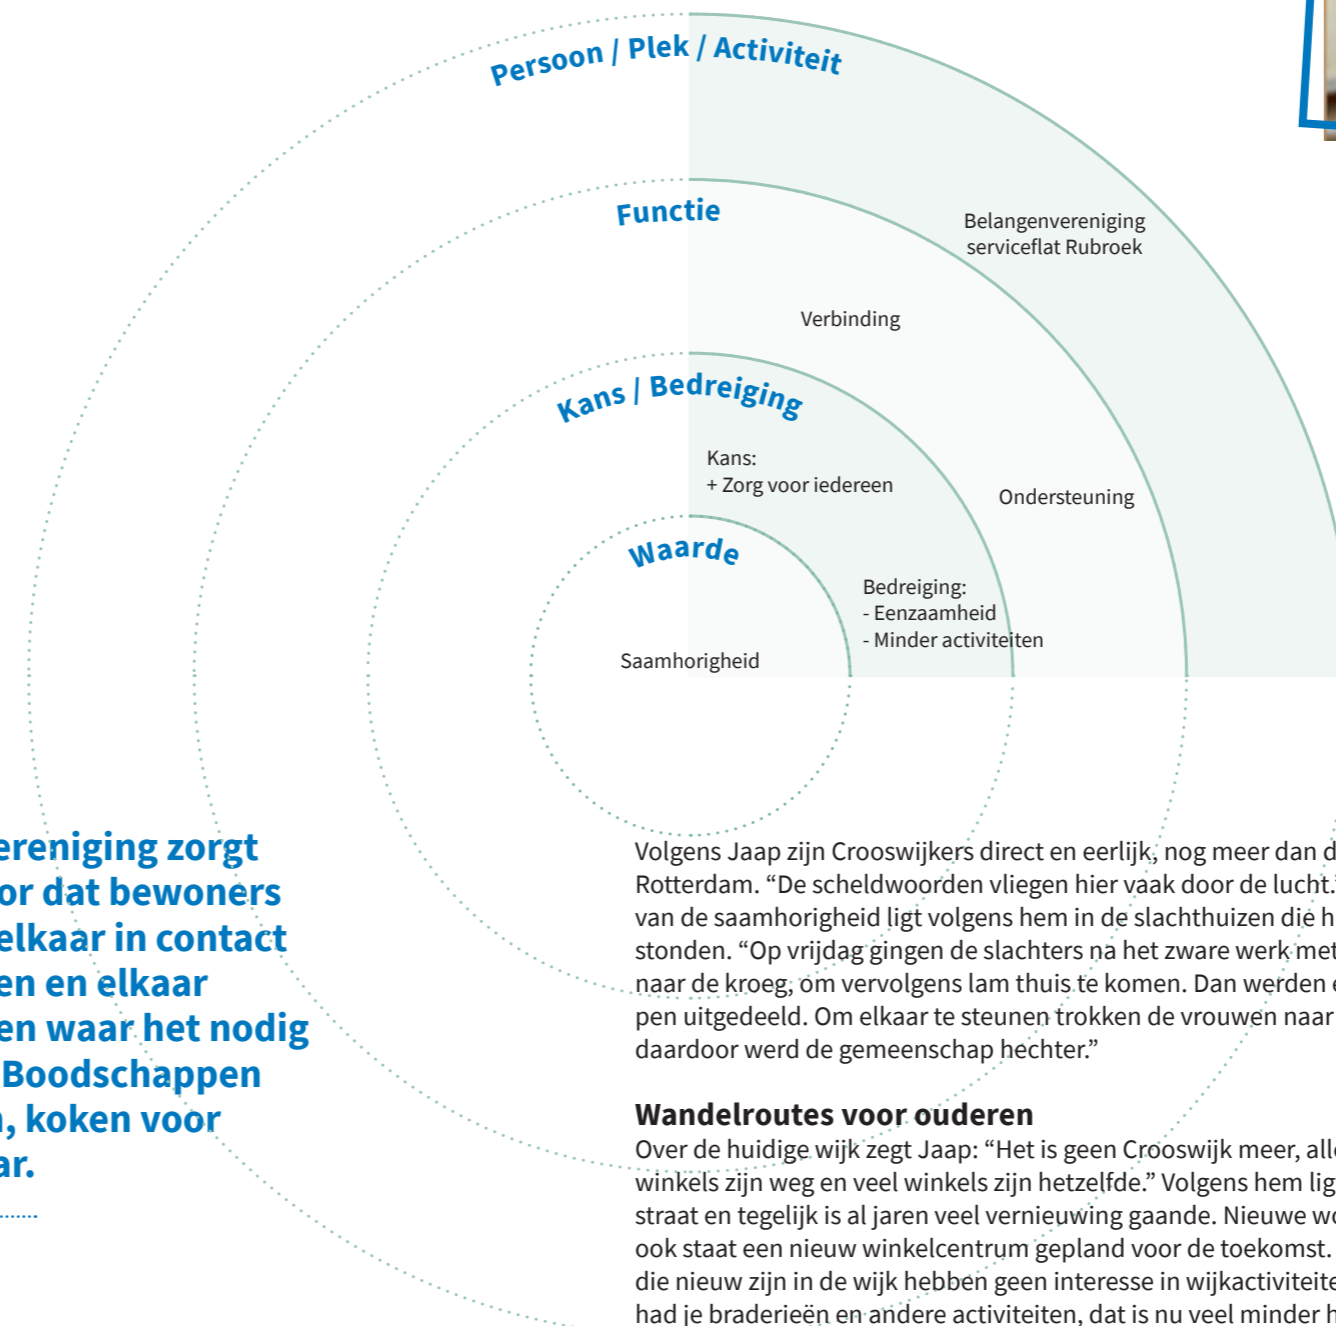 Persoon / Plek / Activiteit
Functie
Belangenvereniging
serviceflat Rubroek
Verbinding
Kans / Bedreiging
Kans:
+ Zorg voor iedereen
Ondersteuning
Waarde
Bedreiging:
- Eenzaamheid
- Minder activiteiten
Saamhorigheid
ereniging zorgt
or dat bewoners
elkaar in contact
en en elkaar
en waar het nodig
Boodschappen
, koken voor
ar.
Volgens Jaap zijn Crooswijkers direct en eerlijk, nog meer dan d
Rotterdam. “De scheldwoorden vliegen hier vaak door de lucht.”
van de saamhorigheid ligt volgens hem in de slachthuizen die h
stonden. “Op vrijdag gingen de slachters na het zware werk met
naar de kroeg, om vervolgens lam thuis te komen. Dan werden e
pen uitgedeeld. Om elkaar te steunen trokken de vrouwen naar
daardoor werd de gemeenschap hechter.”
Wandelroutes voor ouderen
Over de huidige wijk zegt Jaap: “Het is geen Crooswijk meer, alle
winkels zijn weg en veel winkels zijn hetzelfde.” Volgens hem lig
straat en tegelijk is al jaren veel vernieuwing gaande. Nieuwe wo
ook staat een nieuw winkelcentrum gepland voor de toekomst.
die nieuw zijn in de wijk hebben geen interesse in wijkactiviteite
had je braderieën en andere activiteiten, dat is nu veel minder h